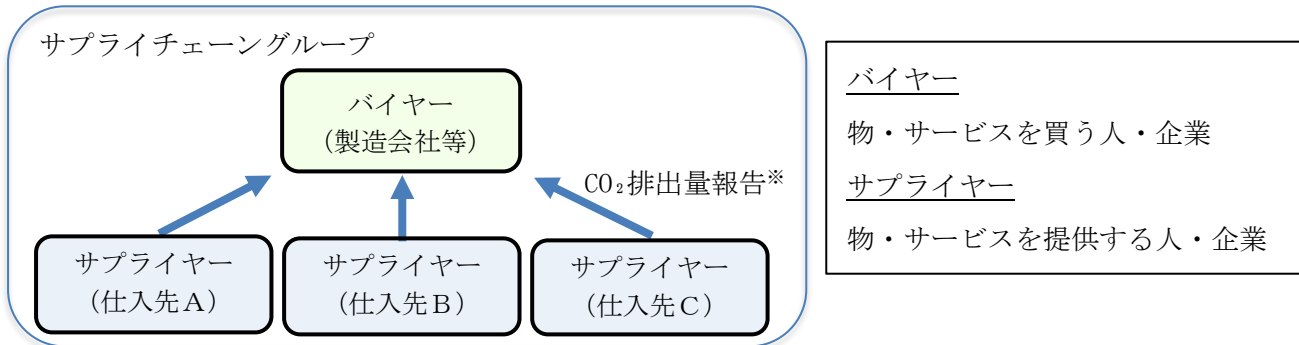 サプライチェーングループ
バイヤー
（製造会社等）
CO₂排出量報告※
サプライヤー
（仕入先Ａ）
サプライヤー
（仕入先Ｂ）
サプライヤー
（仕入先Ｃ）
バイヤー
物・サービスを買う人・企業
サプライヤー
物・サービスを提供する人・企業